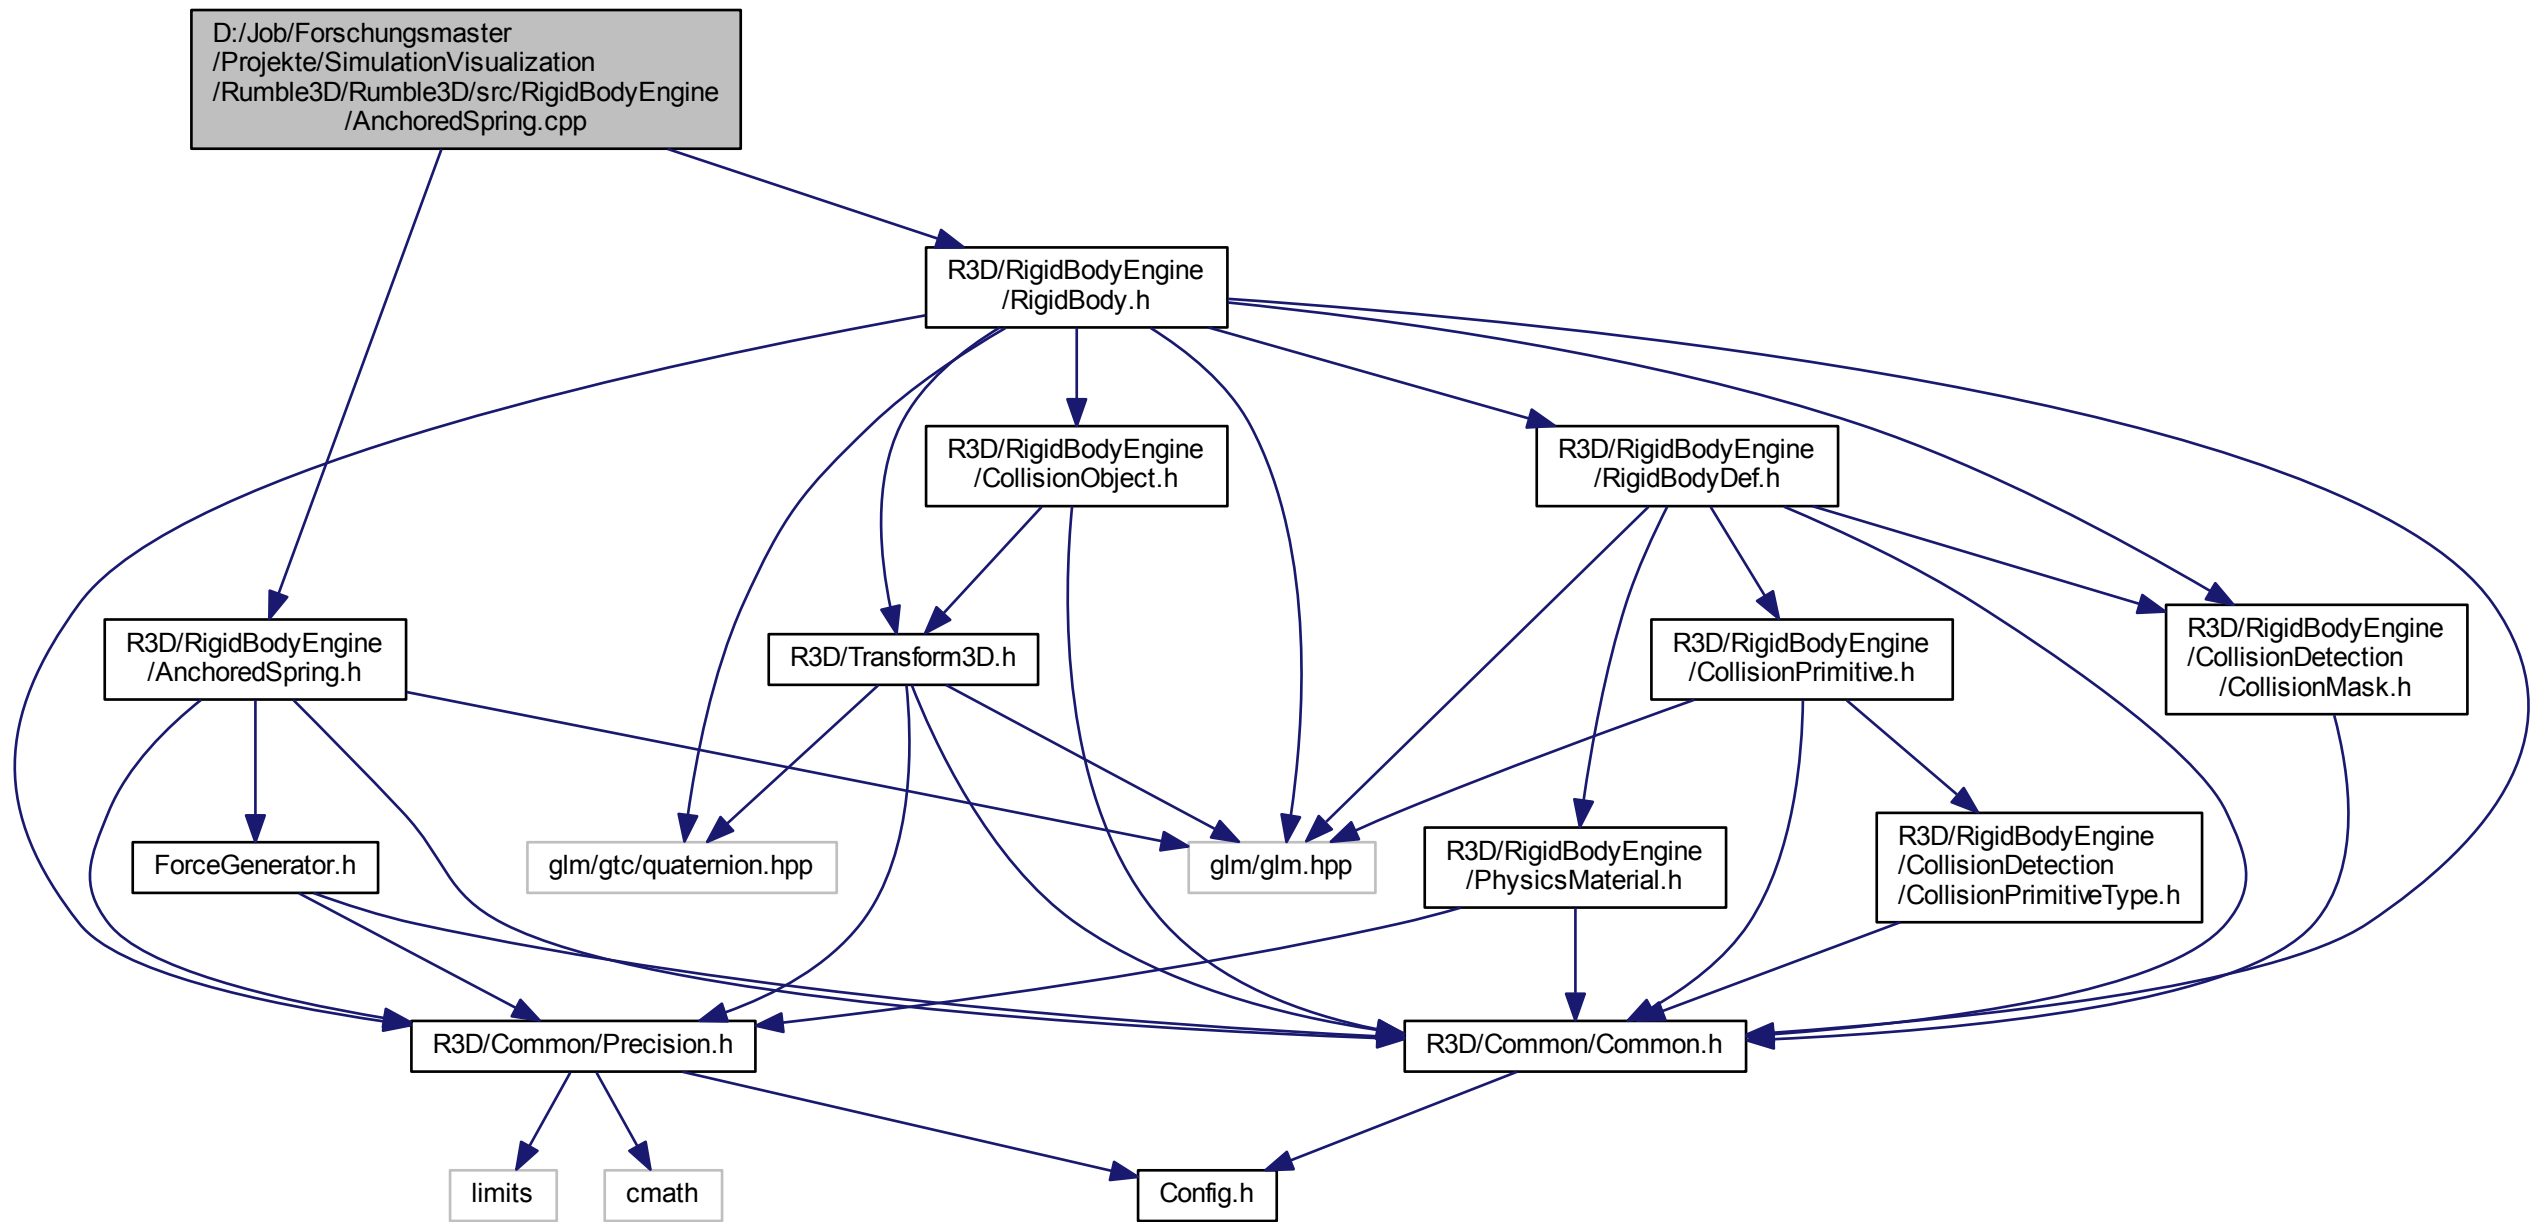 D:/Job/Forschungsmaster
/Projekte/SimulationVisualization
/Rumble3D/Rumble3D/src/RigidBodyEngine
/AnchoredSpring.cpp
R3D/RigidBodyEngine
/RigidBody.h
R3D/RigidBodyEngine
/CollisionObject.h
R3D/RigidBodyEngine
/RigidBodyDef.h
R3D/RigidBodyEngine
/AnchoredSpring.h
R3D/Transform3D.h
R3D/RigidBodyEngine
/CollisionPrimitive.h
R3D/RigidBodyEngine
/CollisionDetection
/CollisionMask.h
ForceGenerator.h
glm/gtc/quaternion.hpp
glm/glm.hpp
R3D/RigidBodyEngine
/PhysicsMaterial.h
R3D/RigidBodyEngine
/CollisionDetection
/CollisionPrimitiveType.h
R3D/Common/Precision.h
R3D/Common/Common.h
limits
cmath
Config.h